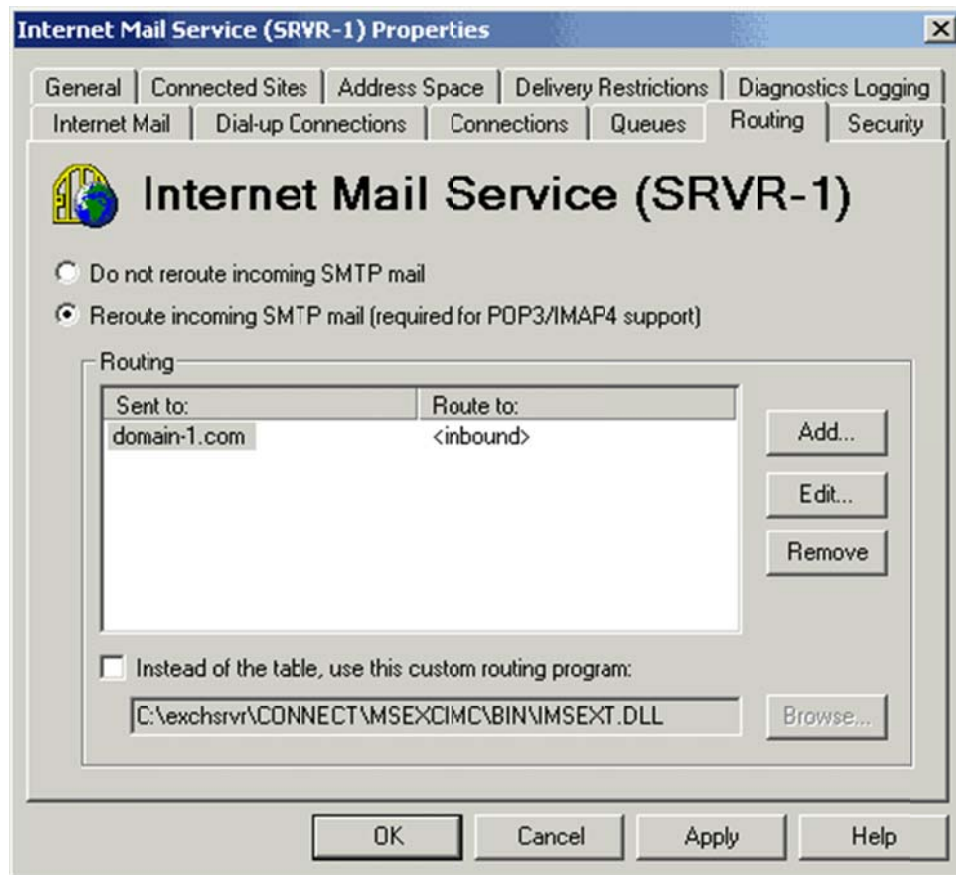 Internet Mail Service (SRVR-1) Properties
General Connected Sites Address Space Delivery Restrictions Diagnostics Logging
Internet Mail Dial-up Connections Connections Queues Routing Security
Internet Mail Service (SRVR-1)
Do not reroute incoming SMTP mail
Reroute incoming SMTP mail (required for POP3/IMAP4 support)
Routing
Sent to: Route to:
domain-1.com <inbound>
Add...
Edit...
Remove
Instead of the table, use this custom routing program:
C:\exchsrvr\CONNECT\MSEXCIMC\BIN\IMSEXT.DLL Browse...
OK Cancel Apply Help